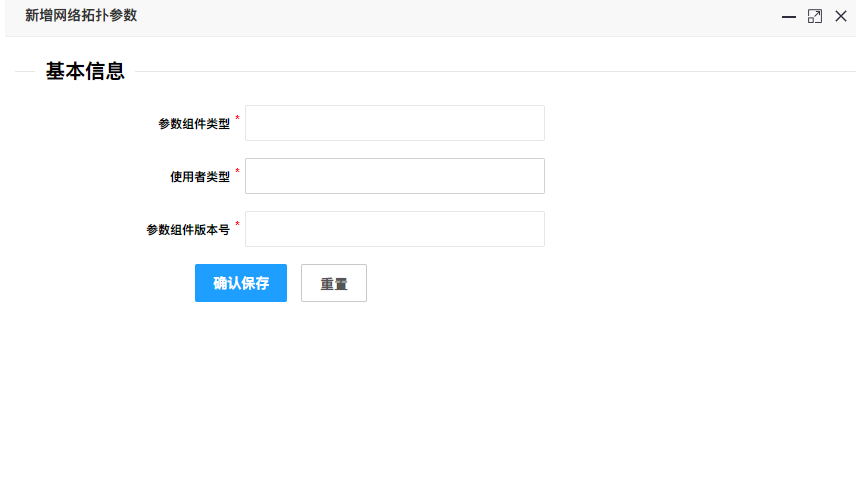 新增网络拓扑参数
基本信息
参数组件类型 *
使用者类型 *
参数组件版本号 *
确认保存 重置